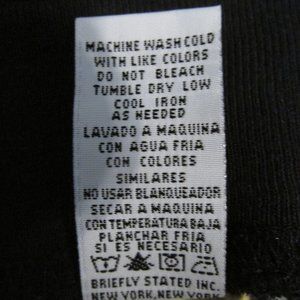 MACHINE WASH COLD
WITH LIKE COLORS
DO NOT BLEACH
TUMBLE DRY LOW
COOL IRON
AS NEEDED
LAVADO A MAQUINA
CON AGUA FRIA
CON COLORES
SIMILARES
NO USAR BLANQUEADOR
SECAR A MAQUINA
CON TEMPERATURA BAJA
PLANCHAR FRIA
SI ES NECESARIO
BRIEFLY STATED INC.
NEW YORK, NEW YORK